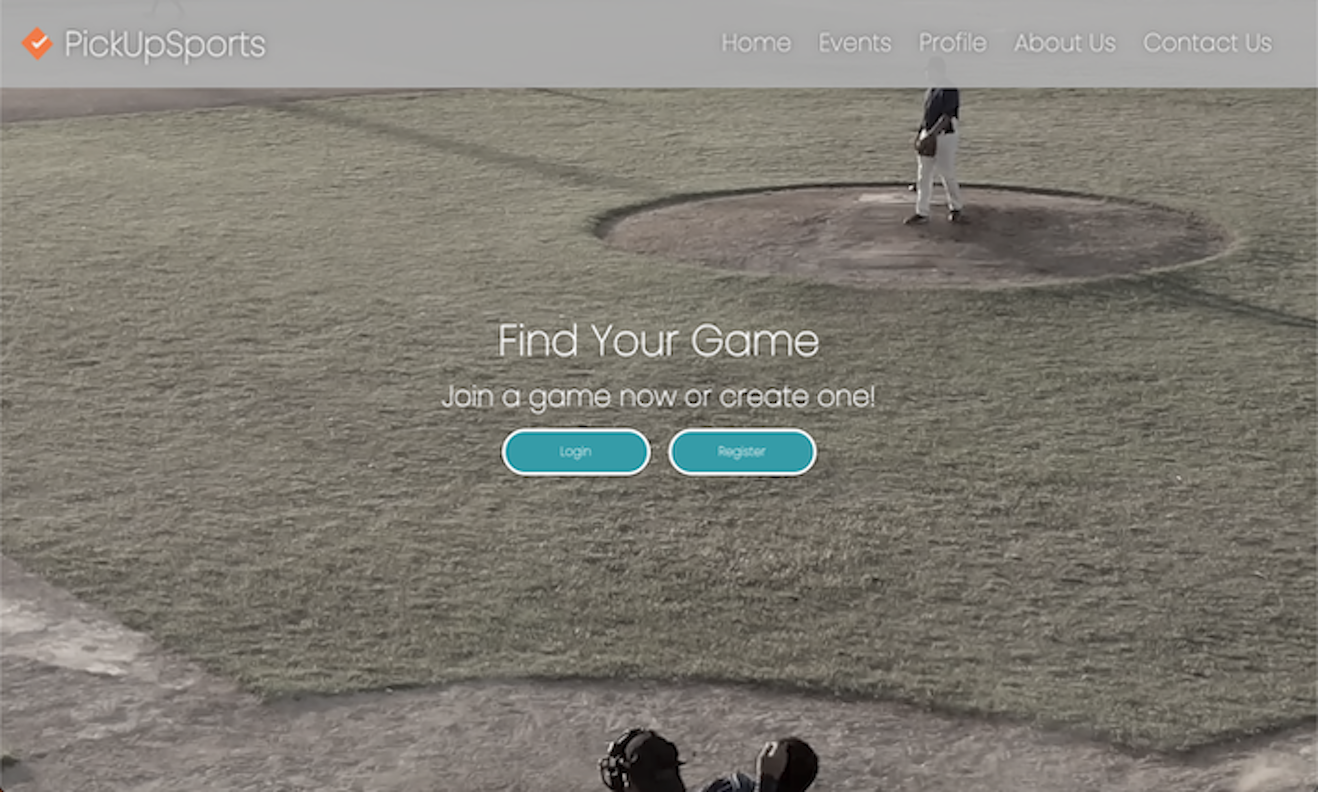 PickUpSports
Home Events Profile About Us Contact Us
Find Your Game
Join a game now or create one!
Login Register